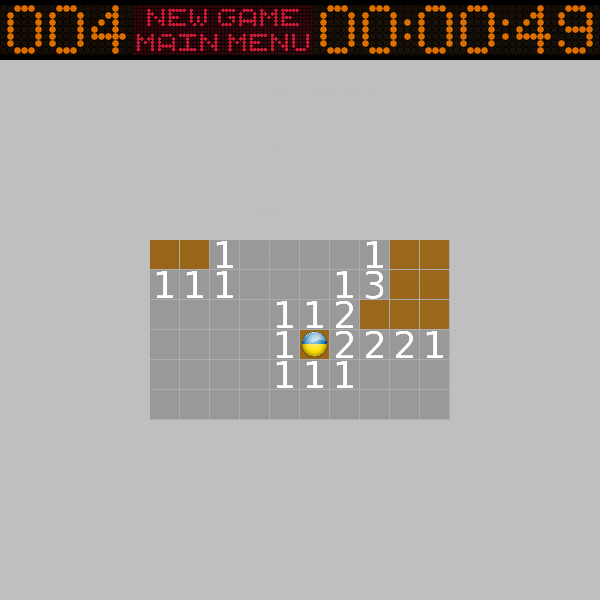 004 NEW GAME 00:00:49
MAIN MENU
1 1
1 1 1 1 3
1 1 2
1 2 2 2 1
1 1 1